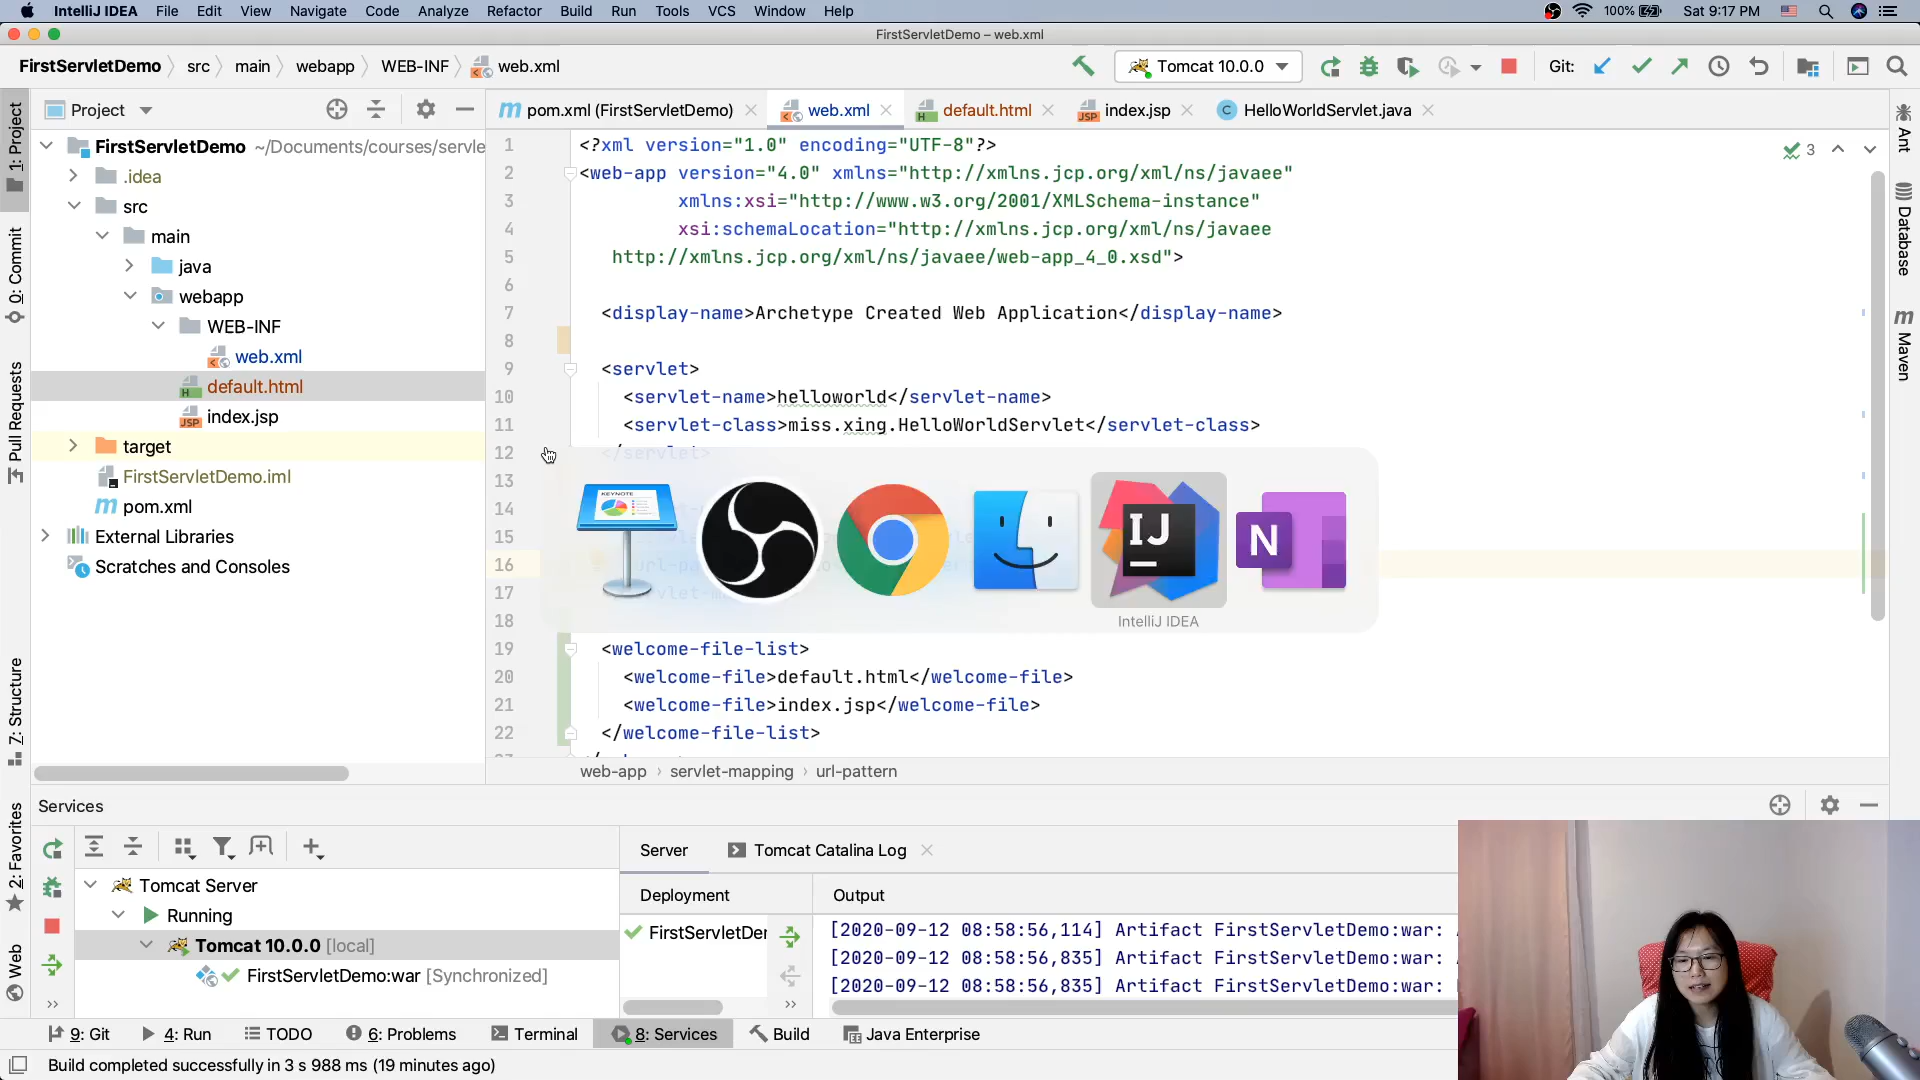 IntelliJ IDEA File Edit View Navigate Code Analyze Refactor Build Run Tools VCS Window Help 100% Sat 9:17 PM
FirstServletDemo – web.xml
FirstServletDemo src main webapp WEB-INF web.xml Tomcat 10.0.0 Git:
Project pom.xml (FirstServletDemo) web.xml default.html index.jsp HelloWorldServlet.java
FirstServletDemo ~/Documents/courses/servle
.idea
src
main
java
webapp
WEB-INF
web.xml
default.html
index.jsp
target
FirstServletDemo.iml
pom.xml
External Libraries
Scratches and Consoles
1: Project
0: Commit
Pull Requests
7: Structure
2: Favorites
Web
3
1 <?xml version="1.0" encoding="UTF-8"?>
2 <web-app version="4.0" xmlns="http://xmlns.jcp.org/xml/ns/javaee"
3 xmlns:xsi="http://www.w3.org/2001/XMLSchema-instance"
4 xsi:schemaLocation="http://xmlns.jcp.org/xml/ns/javaee
5 http://xmlns.jcp.org/xml/ns/javaee/web-app_4_0.xsd">
6
7 <display-name>Archetype Created Web Application</display-name>
8
9 <servlet>
10 <servlet-name>helloworld</servlet-name>
11 <servlet-class>miss.xing.HelloWorldServlet</servlet-class>
12 </servlet>
13
14
15
16
17
18
19 <welcome-file-list>
20 <welcome-file>default.html</welcome-file>
21 <welcome-file>index.jsp</welcome-file>
22 </welcome-file-list>
KEYNOTE
IJ
N
IntelliJ IDEA
web-app servlet-mapping url-pattern
Ant
Database
Maven
Services
Server Tomcat Catalina Log
Tomcat Server
Running
Tomcat 10.0.0 [local]
FirstServletDemo:war [Synchronized]
Deployment Output
FirstServletDer
[2020-09-12 08:58:56,114] Artifact FirstServletDemo:war:
[2020-09-12 08:58:56,835] Artifact FirstServletDemo:war:
[2020-09-12 08:58:56,835] Artifact FirstServletDemo:war:
9: Git 4: Run TODO 6: Problems Terminal 8: Services Build Java Enterprise
Build completed successfully in 3 s 988 ms (19 minutes ago)